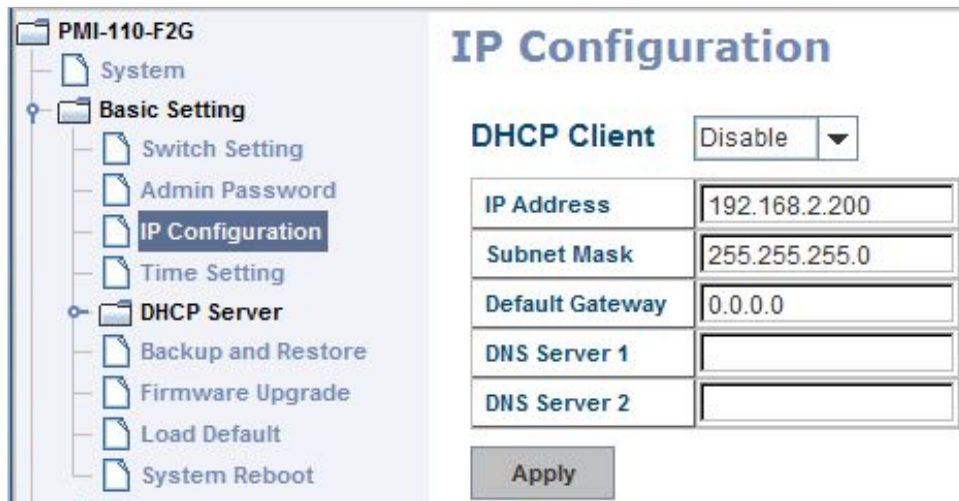 PMI-110-F2G
System
Basic Setting
Switch Setting
Admin Password
IP Configuration
Time Setting
DHCP Server
Backup and Restore
Firmware Upgrade
Load Default
System Reboot
IP Configuration
DHCP Client Disable
IP Address 192.168.2.200
Subnet Mask 255.255.255.0
Default Gateway 0.0.0.0
DNS Server 1
DNS Server 2
Apply